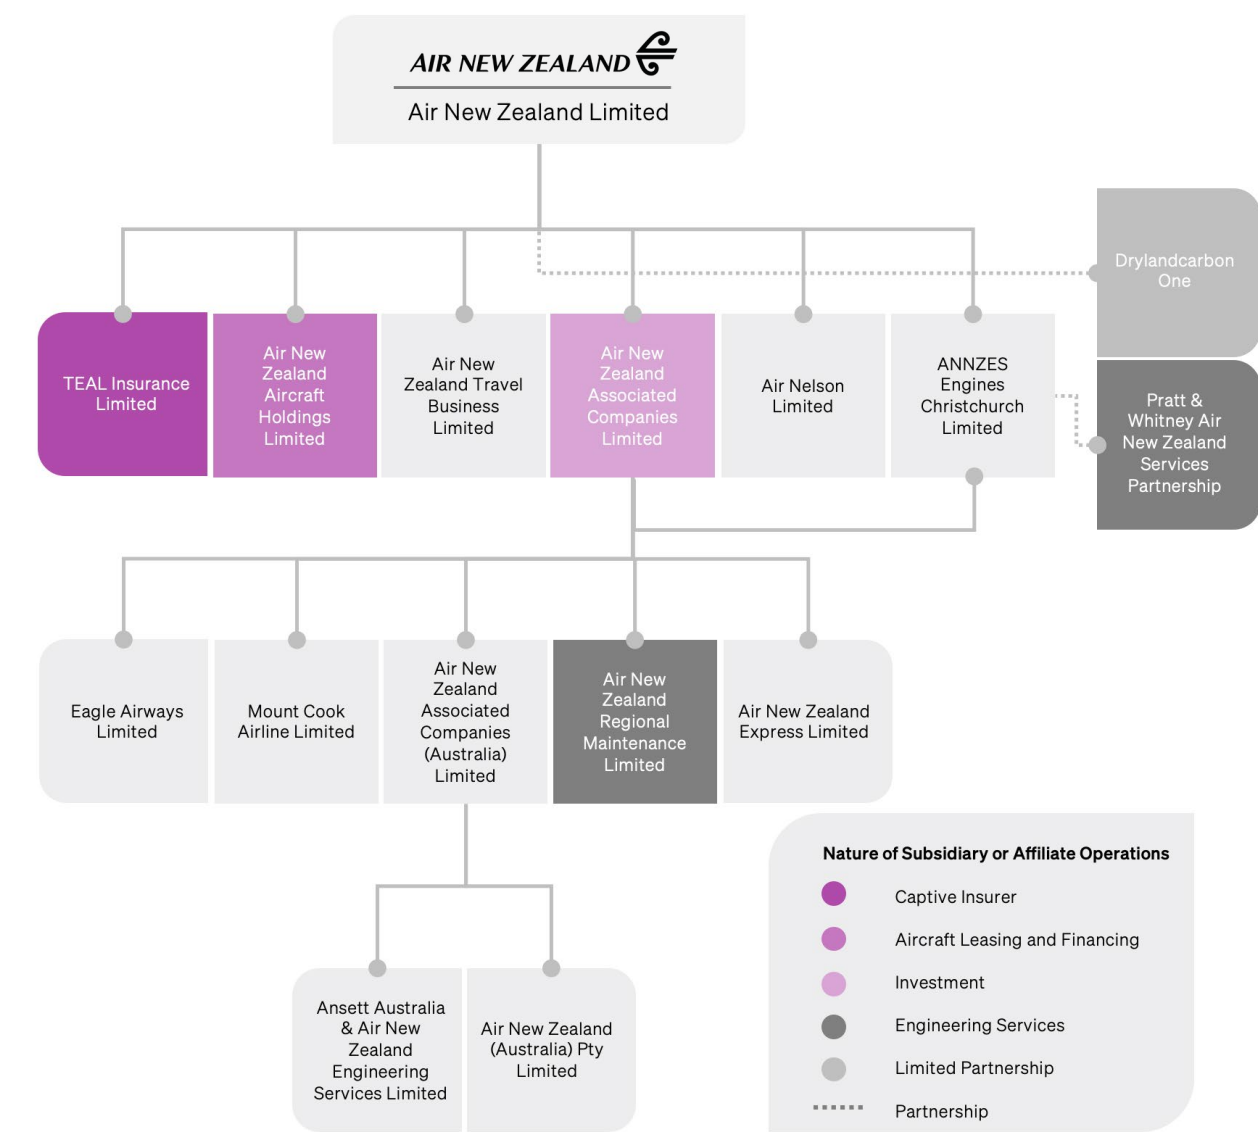 AIR NEW ZEALAND
Air New Zealand Limited
Drylandcarbon
One
TEAL Insurance
Limited
Air New
Zealand
Aircraft
Holdings
Limited
Air New
Zealand Travel
Business
Limited
Air New
Zealand
Associated
Companies
Limited
Air Nelson
Limited
ANNZES
Engines
Christchurch
Limited
Pratt &
Whitney Air
New Zealand
Services
Partnership
Eagle Airways
Limited
Mount Cook
Airline Limited
Air New
Zealand
Associated
Companies
(Australia)
Limited
Air New
Zealand
Regional
Maintenance
Limited
Air New Zealand
Express Limited
Ansett Australia
& Air New
Zealand
Engineering
Services Limited
Air New Zealand
(Australia) Pty
Limited
Nature of Subsidiary or Affiliate Operations
Captive Insurer
Aircraft Leasing and Financing
Investment
Engineering Services
Limited Partnership
Partnership